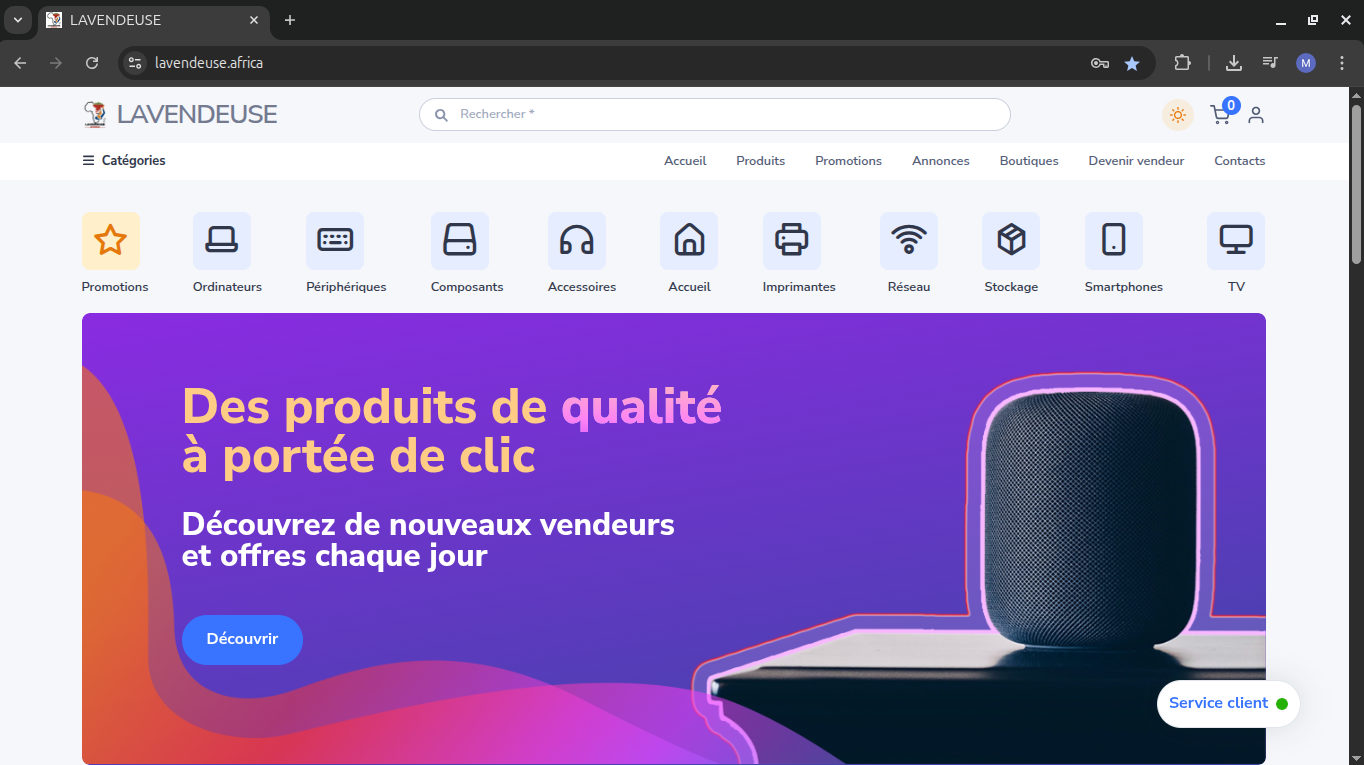 LAVENDEUSE
lavendeuse.africa
M
LAVENDEUSE
Rechercher *
0
Catégories
Accueil
Produits
Promotions
Annonces
Boutiques
Devenir vendeur
Contacts
Promotions
Ordinateurs
Périphériques
Composants
Accessoires
Accueil
Imprimantes
Réseau
Stockage
Smartphones
TV
Des produits de qualité
à portée de clic
Découvrez de nouveaux vendeurs
et offres chaque jour
Découvrir
Service client